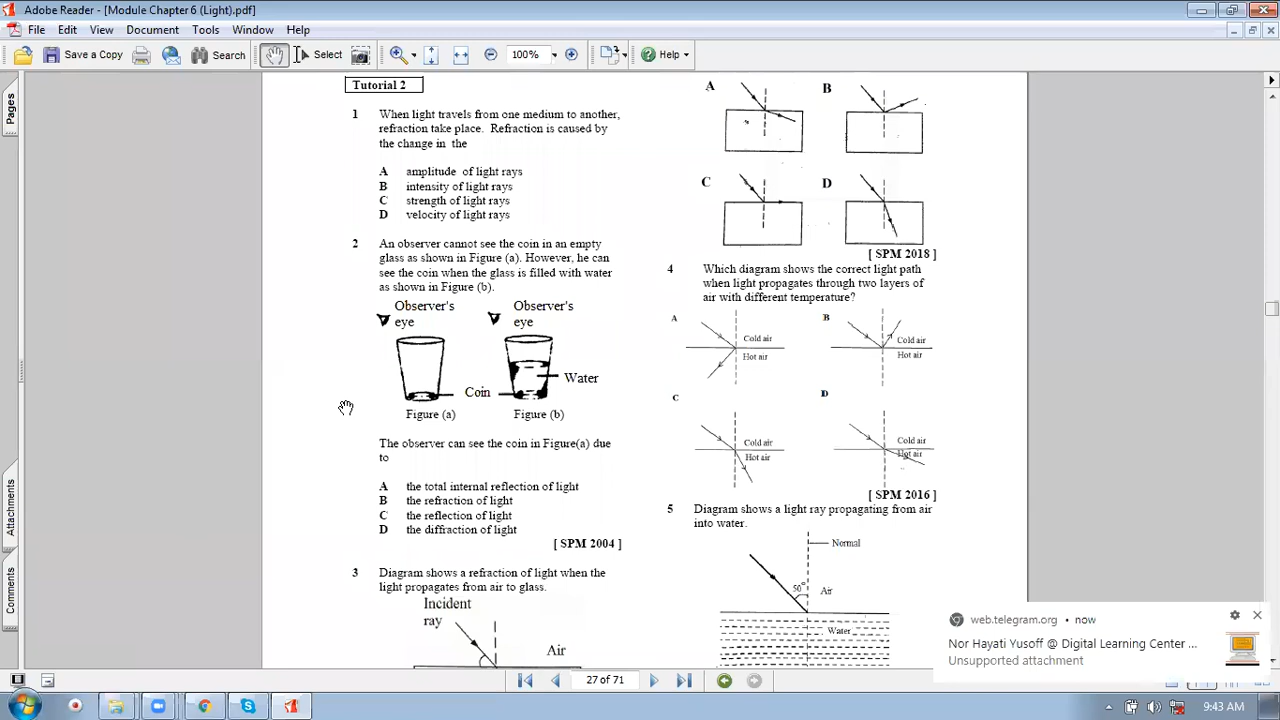 Adobe Reader - [Module Chapter 6 (Light).pdf]
File Edit View Document Tools Window Help
Save a Copy Search Select 100% Help
Pages
Attachments
Comments
Tutorial 2
1 When light travels from one medium to another,
refraction take place. Refraction is caused by
the change in the
A amplitude of light rays
B intensity of light rays
C strength of light rays
D velocity of light rays
2 An observer cannot see the coin in an empty
glass as shown in Figure (a). However, he can
see the coin when the glass is filled with water
as shown in Figure (b).
Observer's Observer's
eye eye
Water
Coin
Figure (a) Figure (b)
The observer can see the coin in Figure(a) due
to
A the total internal reflection of light
B the refraction of light
C the reflection of light
D the diffraction of light
[ SPM 2004 ]
3 Diagram shows a refraction of light when the
light propagates from air to glass.
Incident
ray
Air
A B
C D
[ SPM 2018 ]
4 Which diagram shows the correct light path
when light propagates through two layers of
air with different temperature?
A B
Cold air Cold air
Hot air Hot air
C D
Cold air Cold air
Hot air Hot air
[ SPM 2016 ]
5 Diagram shows a light ray propagating from air
into water.
Normal
50° Air
Water
web.telegram.org • now
Nor Hayati Yusoff @ Digital Learning Center ...
Unsupported attachment
27 of 71
9:43 AM